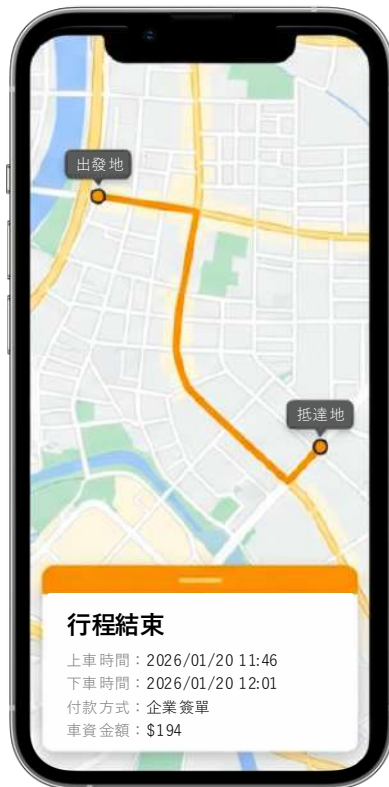 出發地
抵達地
行程結束
上車時間：2026/01/20 11:46
下車時間：2026/01/20 12:01
付款方式：企業簽單
車資金額：$194